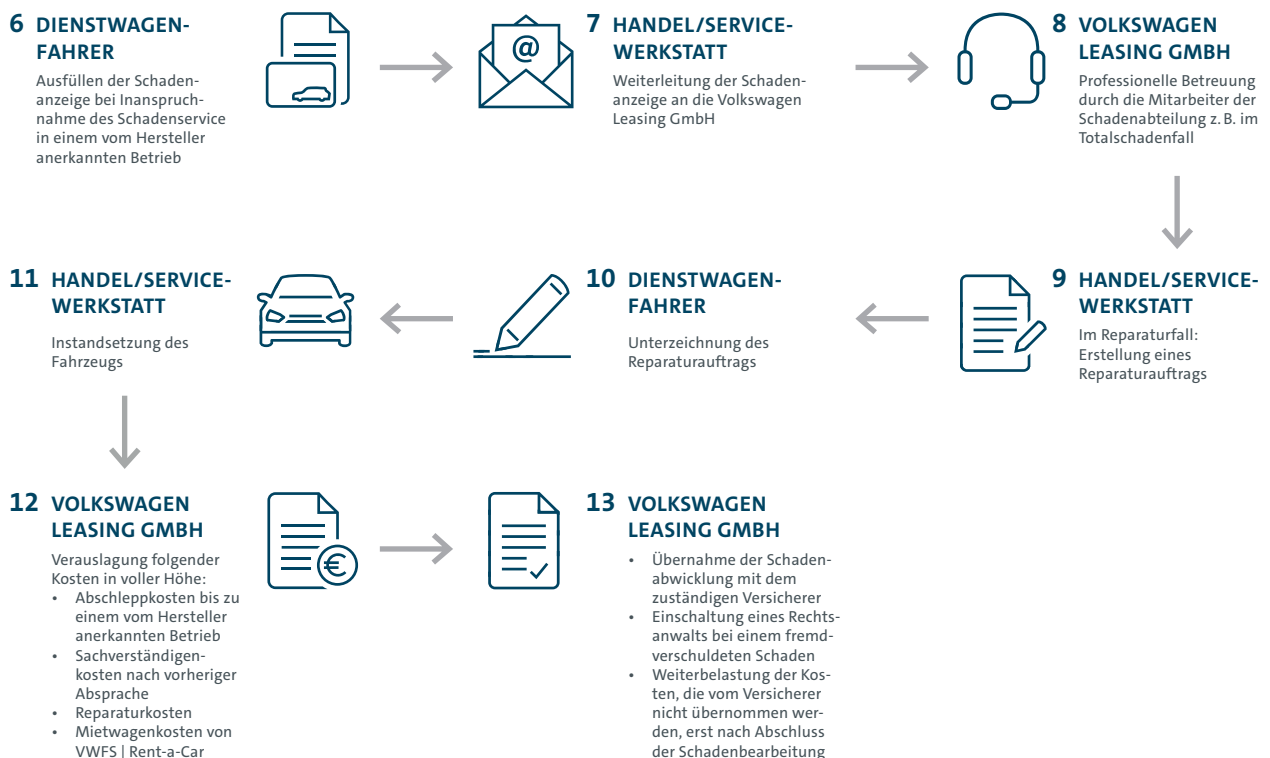 6 DIENSTWAGEN-
FAHRER
Ausfüllen der Schaden-
anzeige bei Inanspruch-
nahme des Schadenservice
in einem vom Hersteller
anerkannten Betrieb
@
7 HANDEL/SERVICE-
WERKSTATT
Weiterleitung der Schaden-
anzeige an die Volkswagen
Leasing GmbH
8 VOLKSWAGEN
LEASING GMBH
Professionelle Betreuung
durch die Mitarbeiter der
Schadenabteilung z. B. im
Totalschadenfall
9 HANDEL/SERVICE-
WERKSTATT
Im Reparaturfall:
Erstellung eines
Reparaturauftrags
10 DIENSTWAGEN-
FAHRER
Unterzeichnung des
Reparaturauftrags
11 HANDEL/SERVICE-
WERKSTATT
Instandsetzung des
Fahrzeugs
12 VOLKSWAGEN
LEASING GMBH
Verauslagung folgender
Kosten in voller Höhe:
• Abschleppkosten bis zu
einem vom Hersteller
anerkannten Betrieb
• Sachverständigen-
kosten nach vorheriger
Absprache
• Reparaturkosten
• Mietwagenkosten von
VWFS | Rent-a-Car
€
13 VOLKSWAGEN
LEASING GMBH
• Übernahme der Schaden-
abwicklung mit dem
zuständigen Versicherer
• Einschaltung eines Rechts-
anwalts bei einem fremd-
verschuldeten Schaden
• Weiterbelastung der Kos-
ten, die vom Versicherer
nicht übernommen wer-
den, erst nach Abschluss
der Schadenbearbeitung